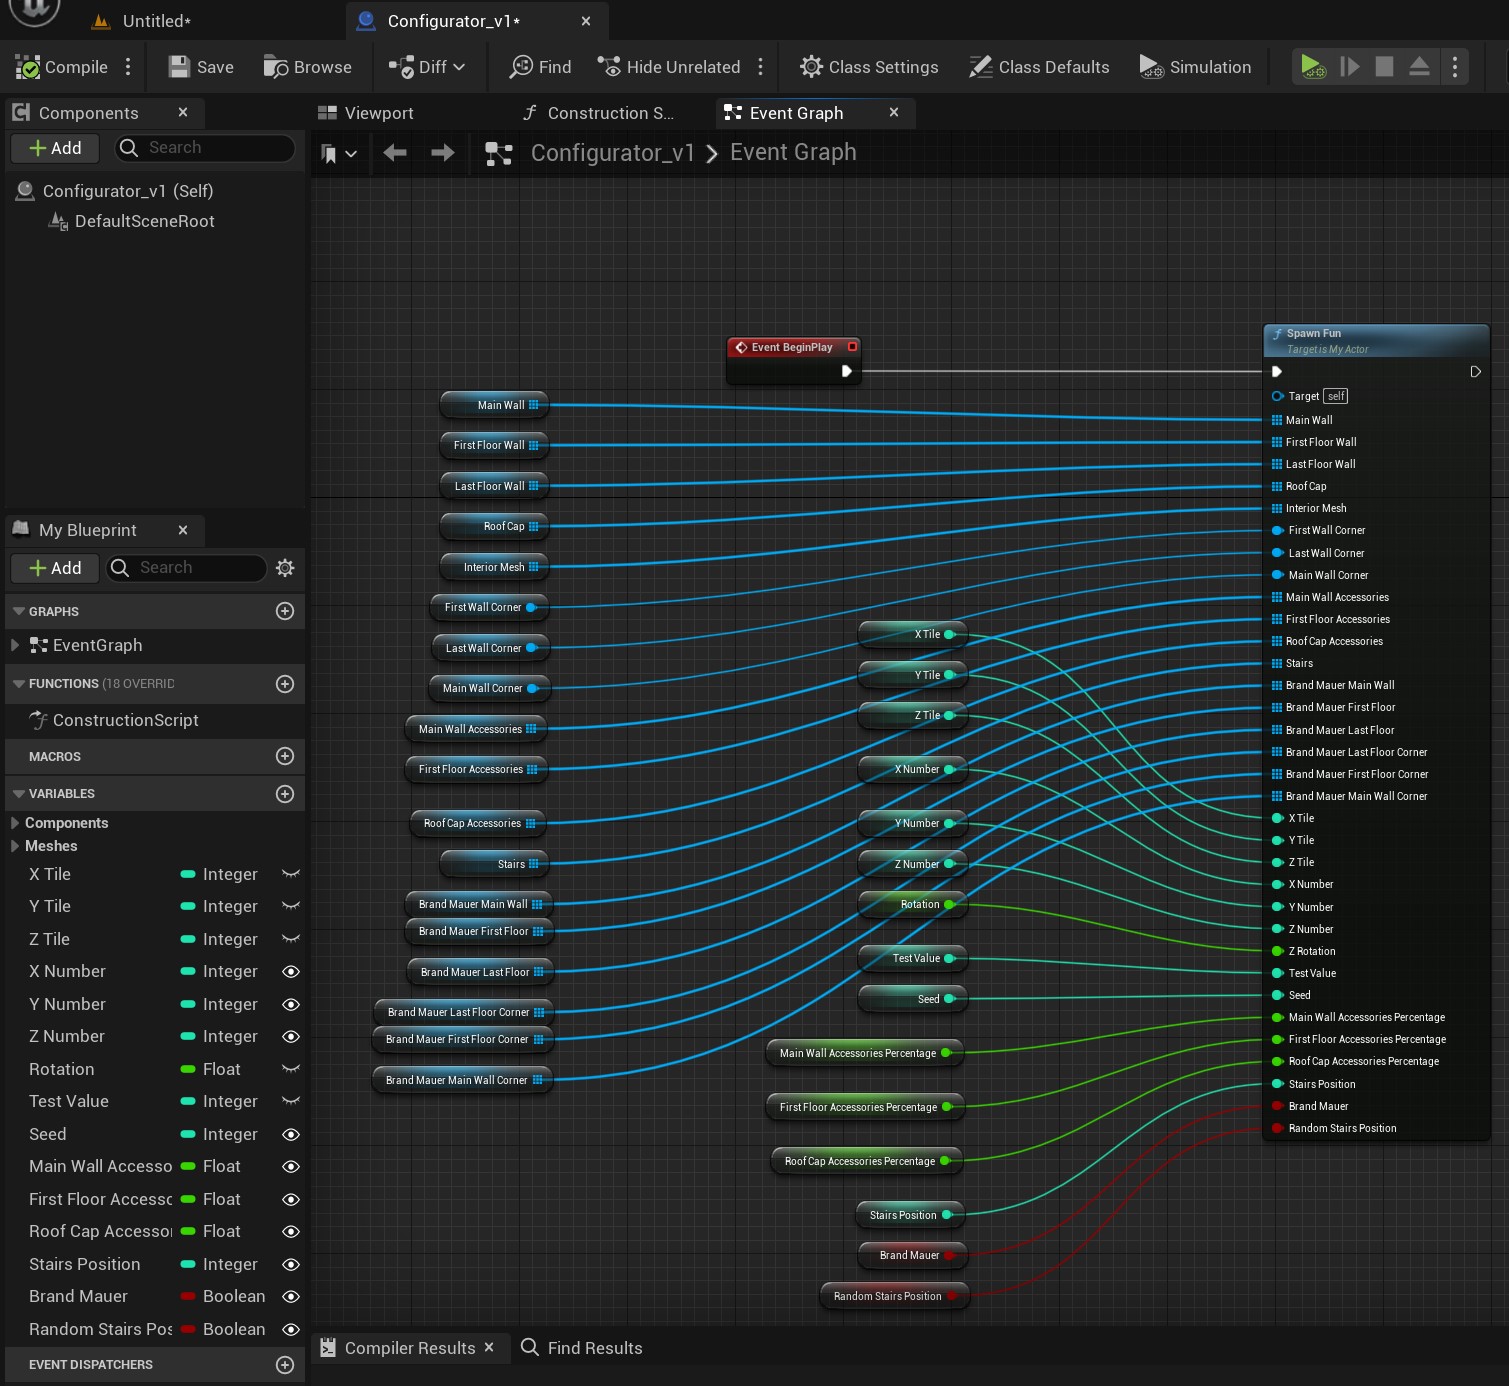 Untitled*
Configurator_v1*
Compile
Save
Browse
Diff
Find
Hide Unrelated
Class Settings
Class Defaults
Simulation
Components
Add
Search
Configurator_v1 (Self)
DefaultSceneRoot
Viewport
Construction S...
Event Graph
Configurator_v1 > Event Graph
My Blueprint
Add
Search
GRAPHS
EventGraph
FUNCTIONS (18 OVERRID
ConstructionScript
MACROS
VARIABLES
Components
Meshes
X Tile Integer
Y Tile Integer
Z Tile Integer
X Number Integer
Y Number Integer
Z Number Integer
Rotation Float
Test Value Integer
Seed Integer
Main Wall Accesso Float
First Floor Accessc Float
Roof Cap Accessor Float
Stairs Position Integer
Brand Mauer Boolean
Random Stairs Pos Boolean
EVENT DISPATCHERS
Event BeginPlay
Main Wall
First Floor Wall
Last Floor Wall
Roof Cap
Interior Mesh
First Wall Corner
Last Wall Corner
Main Wall Corner
Main Wall Accessories
First Floor Accessories
Roof Cap Accessories
Stairs
Brand Mauer Main Wall
Brand Mauer First Floor
Brand Mauer Last Floor
Brand Mauer Last Floor Corner
Brand Mauer First Floor Corner
Brand Mauer Main Wall Corner
X Tile
Y Tile
Z Tile
X Number
Y Number
Z Number
Rotation
Test Value
Seed
Main Wall Accessories Percentage
First Floor Accessories Percentage
Roof Cap Accessories Percentage
Stairs Position
Brand Mauer
Random Stairs Position
Spawn Fun
Target is My Actor
Target self
Main Wall
First Floor Wall
Last Floor Wall
Roof Cap
Interior Mesh
First Wall Corner
Last Wall Corner
Main Wall Corner
Main Wall Accessories
First Floor Accessories
Roof Cap Accessories
Stairs
Brand Mauer Main Wall
Brand Mauer First Floor
Brand Mauer Last Floor
Brand Mauer Last Floor Corner
Brand Mauer First Floor Corner
Brand Mauer Main Wall Corner
X Tile
Y Tile
Z Tile
X Number
Y Number
Z Number
Z Rotation
Test Value
Seed
Main Wall Accessories Percentage
First Floor Accessories Percentage
Roof Cap Accessories Percentage
Stairs Position
Brand Mauer
Random Stairs Position
Compiler Results
Find Results